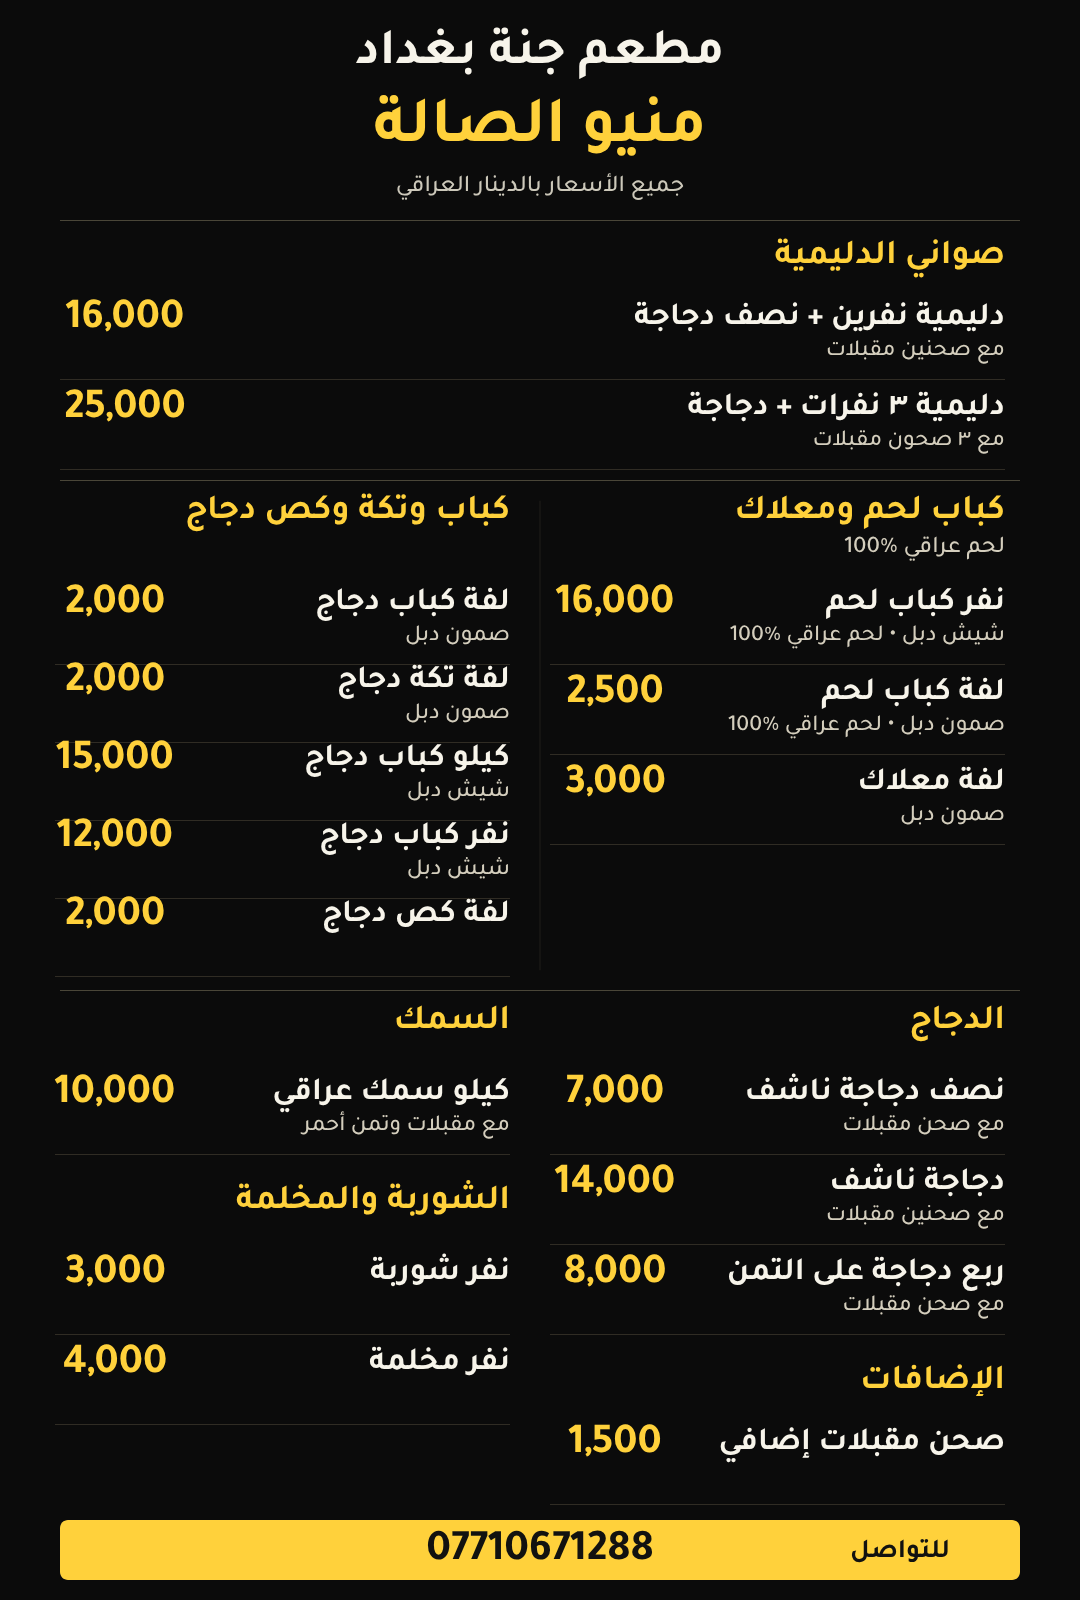 مطعم جنة بغداد
منيو الصالة
جميع الأسعار بالدينار العراقي
صواني الدليمية
دليمية نفرين + نصف دجاجة 16,000
مع صحنين مقبلات
دليمية ٣ نفرات + دجاجة 25,000
مع ٣ صحون مقبلات
كباب لحم ومعلاك
لحم عراقي 100%
نفر كباب لحم 16,000
شيش دبل • لحم عراقي 100%
لفة كباب لحم 2,500
صمون دبل • لحم عراقي 100%
لفة معلاك 3,000
صمون دبل
كباب وتكة وكص دجاج
لفة كباب دجاج 2,000
صمون دبل
لفة تكة دجاج 2,000
صمون دبل
كيلو كباب دجاج 15,000
شيش دبل
نفر كباب دجاج 12,000
شيش دبل
لفة كص دجاج 2,000
الدجاج
نصف دجاجة ناشف 7,000
مع صحن مقبلات
دجاجة ناشف 14,000
مع صحنين مقبلات
ربع دجاجة على التمن 8,000
مع صحن مقبلات
الإضافات
صحن مقبلات إضافي 1,500
السمك
كيلو سمك عراقي 10,000
مع مقبلات وتمن أحمر
الشوربة والمخلمة
نفر شوربة 3,000
نفر مخلمة 4,000
للتواصل 07710671288